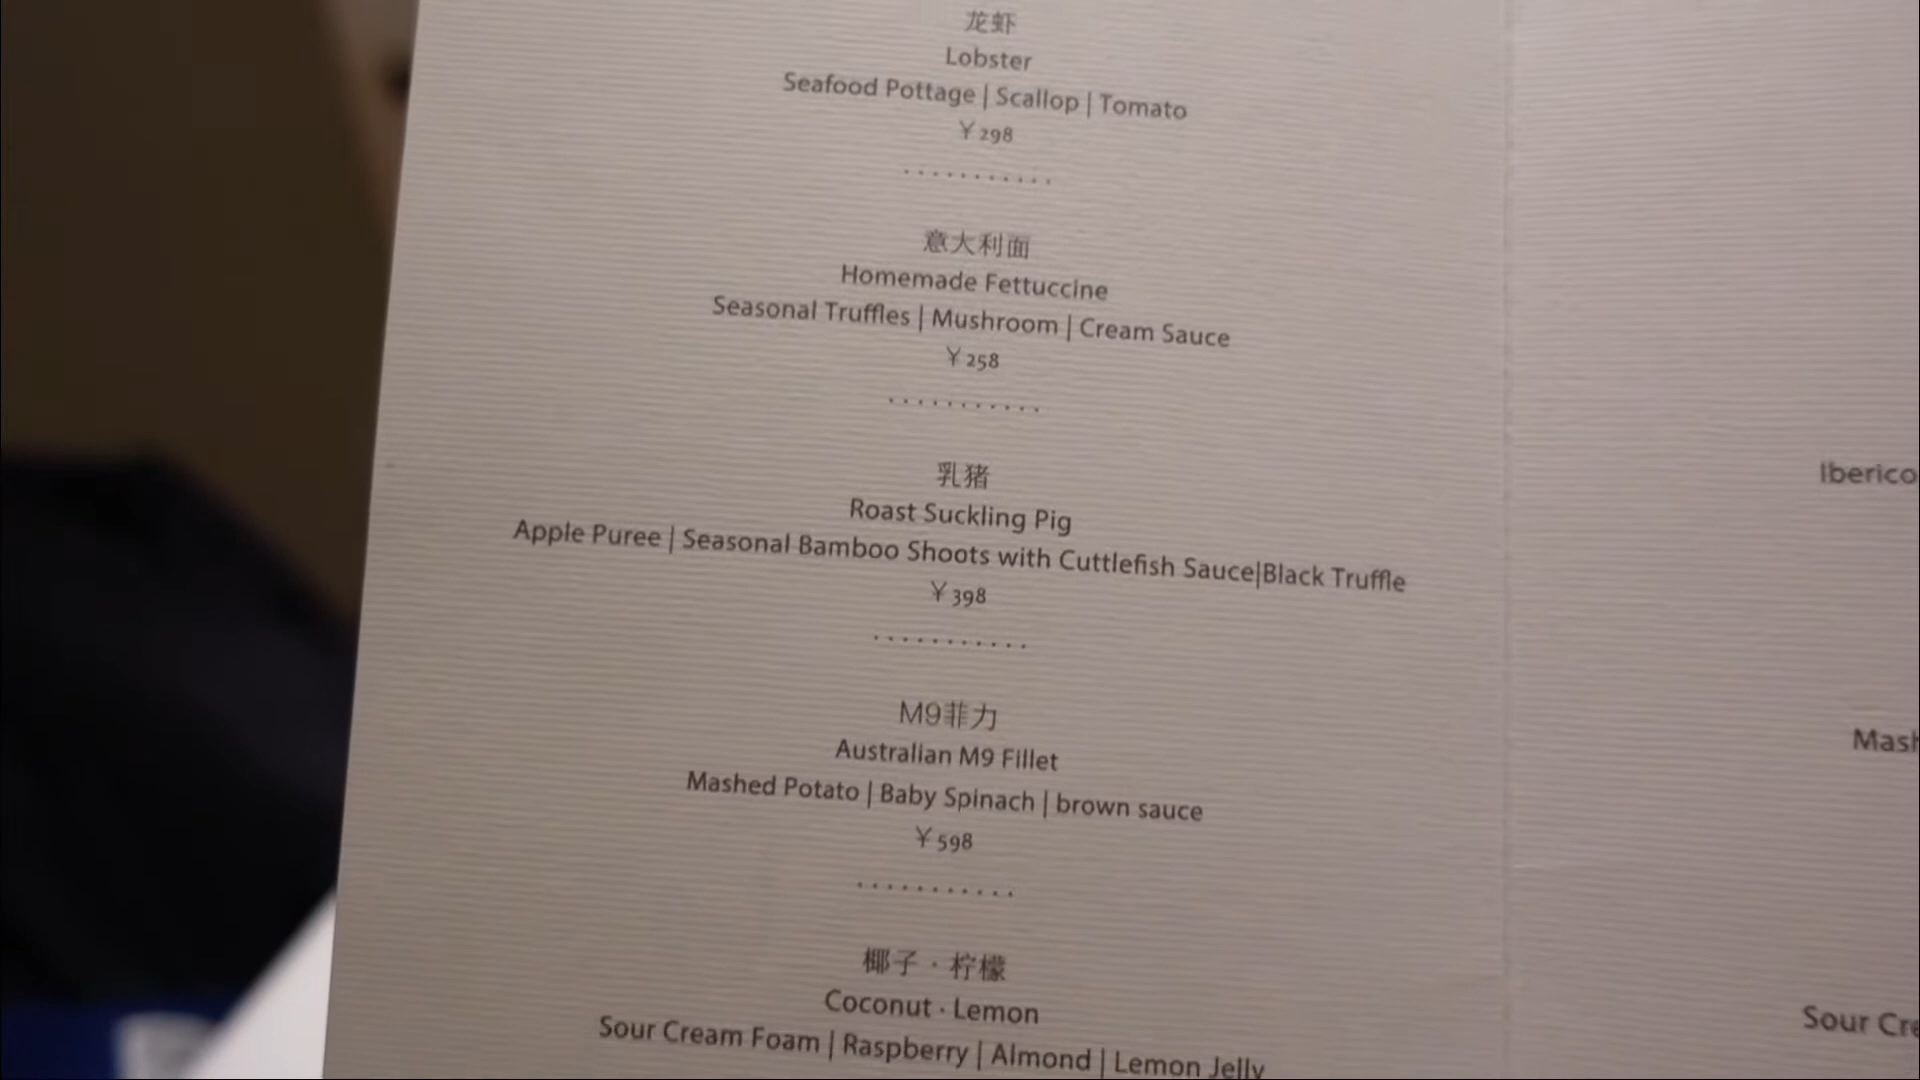 龙虾
Lobster
Seafood Pottage | Scallop | Tomato
¥298
...........
意大利面
Homemade Fettuccine
Seasonal Truffles | Mushroom | Cream Sauce
¥258
...........
乳猪
Roast Suckling Pig
Apple Puree | Seasonal Bamboo Shoots with Cuttlefish Sauce|Black Truffle
¥398
...........
M9菲力
Australian M9 Fillet
Mashed Potato | Baby Spinach | brown sauce
¥598
...........
椰子·柠檬
Coconut · Lemon
Sour Cream Foam | Raspberry | Almond | Lemon Jelly
Iberico
Mash
Sour Cre